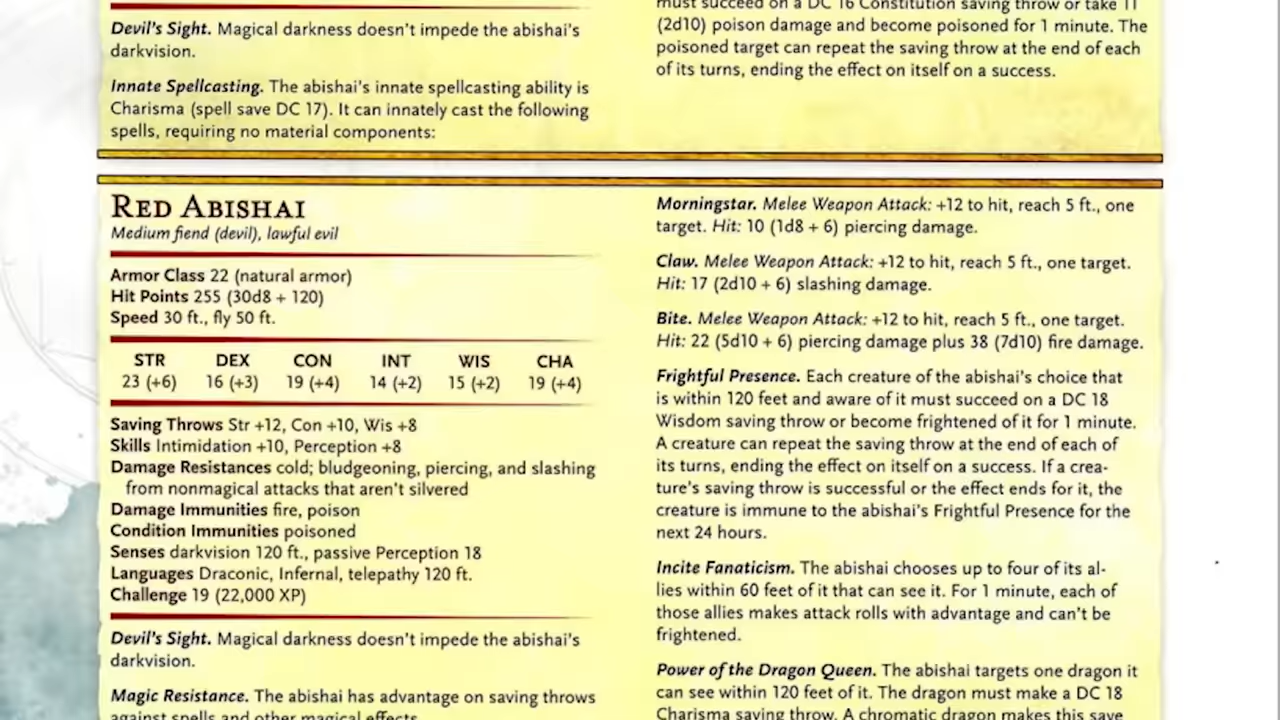 Devil's Sight. Magical darkness doesn't impede the abishai's
darkvision.
Innate Spellcasting. The abishai's innate spellcasting ability is
Charisma (spell save DC 17). It can innately cast the following
spells, requiring no material components:
must succeed on a DC 16 Constitution saving throw or take 11
(2d10) poison damage and become poisoned for 1 minute. The
poisoned target can repeat the saving throw at the end of each
of its turns, ending the effect on itself on a success.
Red Abishai
Medium fiend (devil), lawful evil
Armor Class 22 (natural armor)
Hit Points 255 (30d8 + 120)
Speed 30 ft., fly 50 ft.
STR DEX CON INT WIS CHA
23 (+6) 16 (+3) 19 (+4) 14 (+2) 15 (+2) 19 (+4)
Saving Throws Str +12, Con +10, Wis +8
Skills Intimidation +10, Perception +8
Damage Resistances cold; bludgeoning, piercing, and slashing
from nonmagical attacks that aren't silvered
Damage Immunities fire, poison
Condition Immunities poisoned
Senses darkvision 120 ft., passive Perception 18
Languages Draconic, Infernal, telepathy 120 ft.
Challenge 19 (22,000 XP)
Devil's Sight. Magical darkness doesn't impede the abishai's
darkvision.
Magic Resistance. The abishai has advantage on saving throws
against spells and other magical effects.
Morningstar. Melee Weapon Attack: +12 to hit, reach 5 ft., one
target. Hit: 10 (1d8 + 6) piercing damage.
Claw. Melee Weapon Attack: +12 to hit, reach 5 ft., one target.
Hit: 17 (2d10 + 6) slashing damage.
Bite. Melee Weapon Attack: +12 to hit, reach 5 ft., one target.
Hit: 22 (5d10 + 6) piercing damage plus 38 (7d10) fire damage.
Frightful Presence. Each creature of the abishai's choice that
is within 120 feet and aware of it must succeed on a DC 18
Wisdom saving throw or become frightened of it for 1 minute.
A creature can repeat the saving throw at the end of each of
its turns, ending the effect on itself on a success. If a crea-
ture's saving throw is successful or the effect ends for it, the
creature is immune to the abishai's Frightful Presence for the
next 24 hours.
Incite Fanaticism. The abishai chooses up to four of its al-
lies within 60 feet of it that can see it. For 1 minute, each of
those allies makes attack rolls with advantage and can't be
frightened.
Power of the Dragon Queen. The abishai targets one dragon it
can see within 120 feet of it. The dragon must make a DC 18
Charisma saving throw. A chromatic dragon makes this save